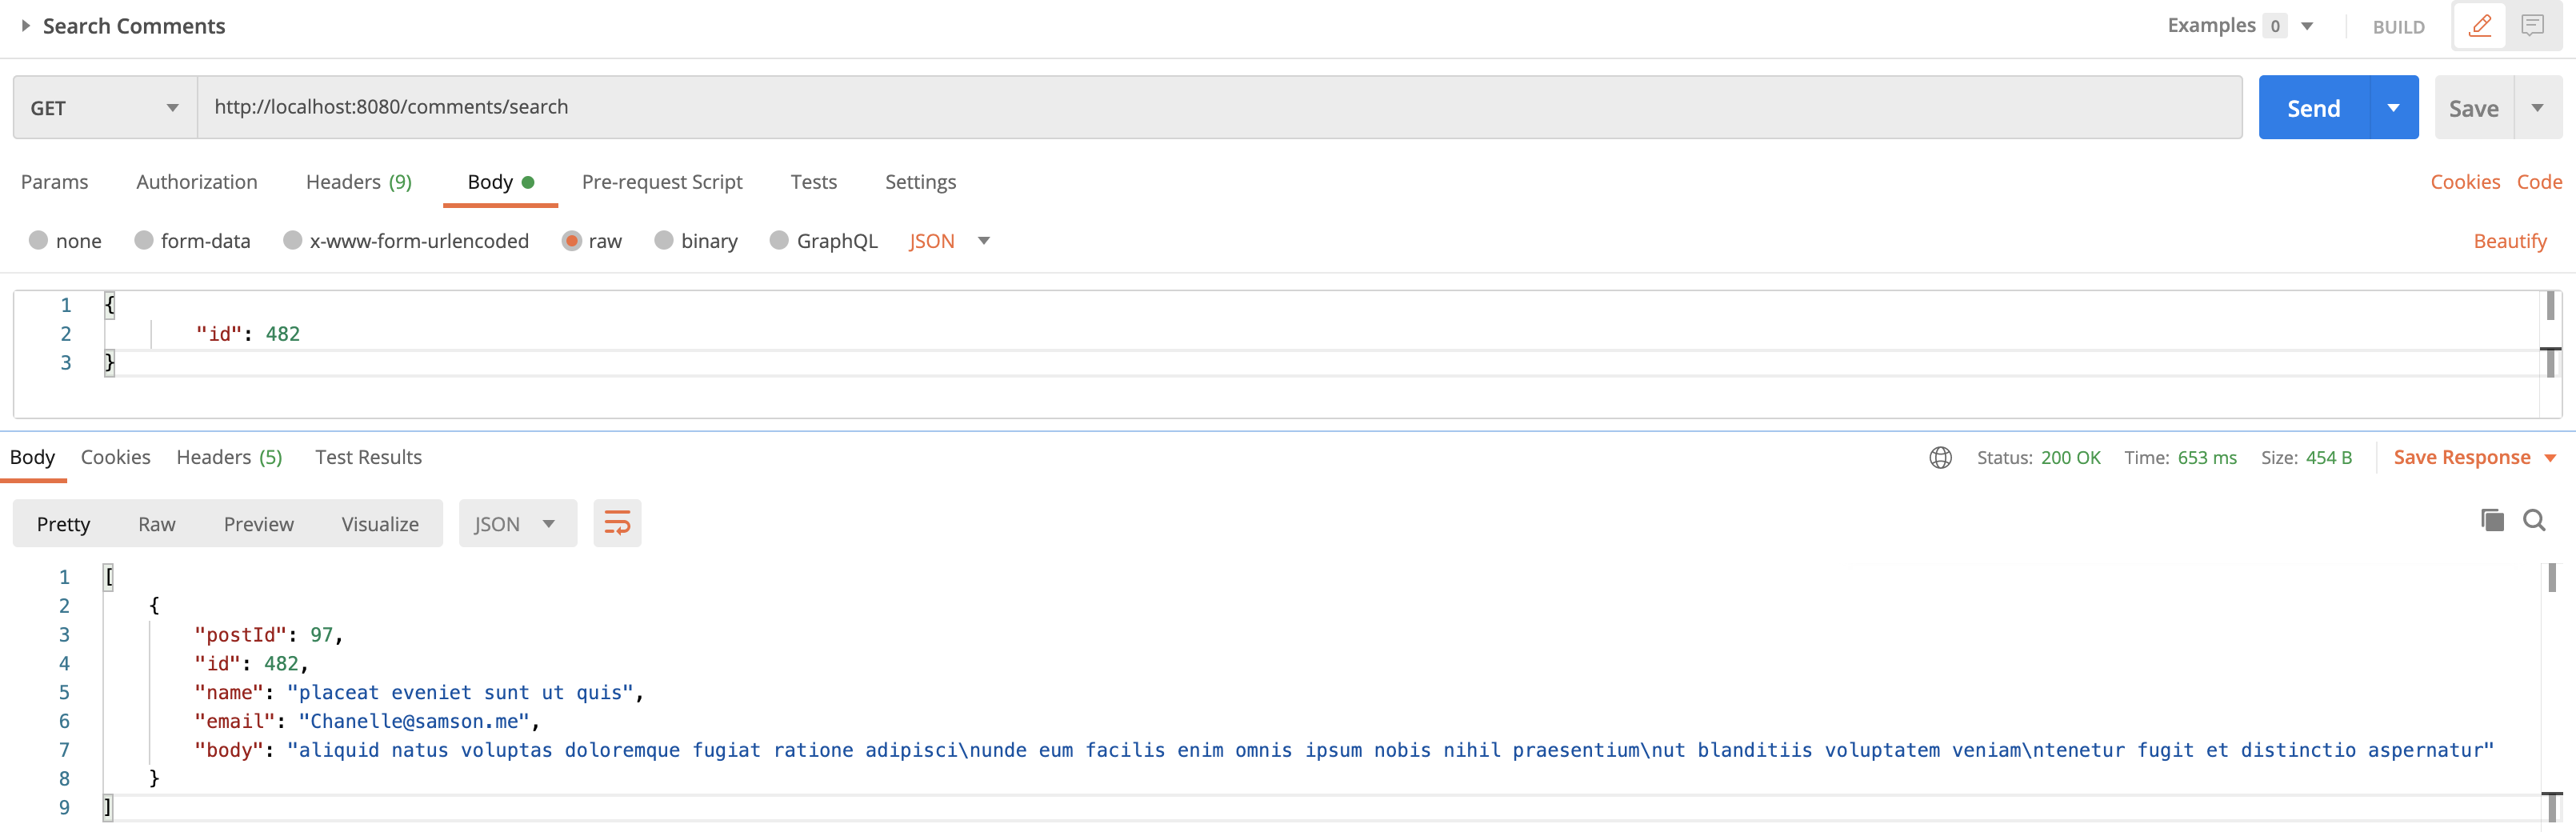 Search Comments
Examples 0
BUILD
GET
http://localhost:8080/comments/search
Send
Save
Params Authorization Headers (9) Body Pre-request Script Tests Settings Cookies Code
none form-data x-www-form-urlencoded raw binary GraphQL JSON Beautify
1 {
2 "id": 482
3 }
Body Cookies Headers (5) Test Results Status: 200 OK Time: 653 ms Size: 454 B Save Response
Pretty Raw Preview Visualize JSON
1 [
2 {
3 "postId": 97,
4 "id": 482,
5 "name": "placeat eveniet sunt ut quis",
6 "email": "Chanelle@samson.me",
7 "body": "aliquid natus voluptas doloremque fugiat ratione adipisci\nunde eum facilis enim omnis ipsum nobis nihil praesentium\nut blanditiis voluptatem veniam\ntenetur fugit et distinctio aspernatur"
8 }
9 ]